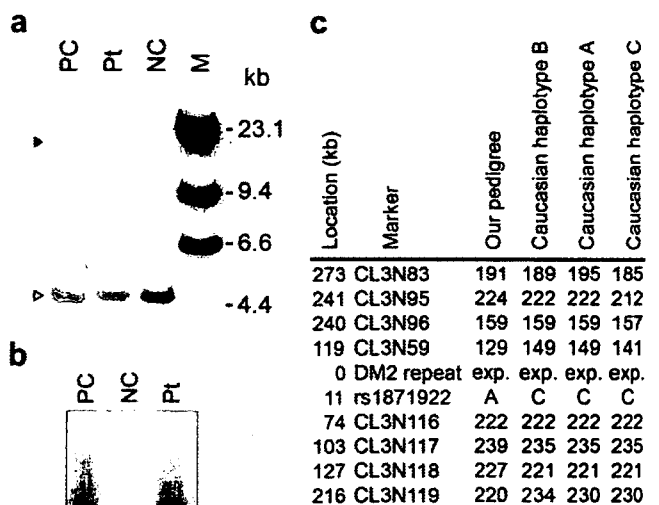 a
PC Pt NC M
kb
-23.1
-9.4
-6.6
-4.4
b
PC NC Pt
c
Location (kb) Marker Our pedigree Caucasian haplotype B Caucasian haplotype A Caucasian haplotype C
273 CL3N83 191 189 195 185
241 CL3N95 224 222 222 212
240 CL3N96 159 159 159 157
119 CL3N59 129 149 149 141
0 DM2 repeat exp. exp. exp. exp.
11 rs1871922 A C C C
74 CL3N116 222 222 222 222
103 CL3N117 239 235 235 235
127 CL3N118 227 221 221 221
216 CL3N119 220 234 230 230